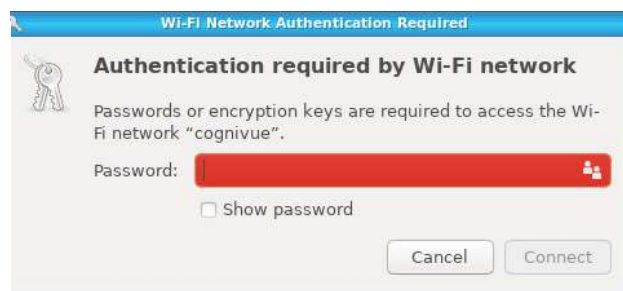 Wi-Fi Network Authentication Required
Authentication required by Wi-Fi network
Passwords or encryption keys are required to access the Wi-
Fi network “cognivue”.
Password:
Show password
Cancel
Connect